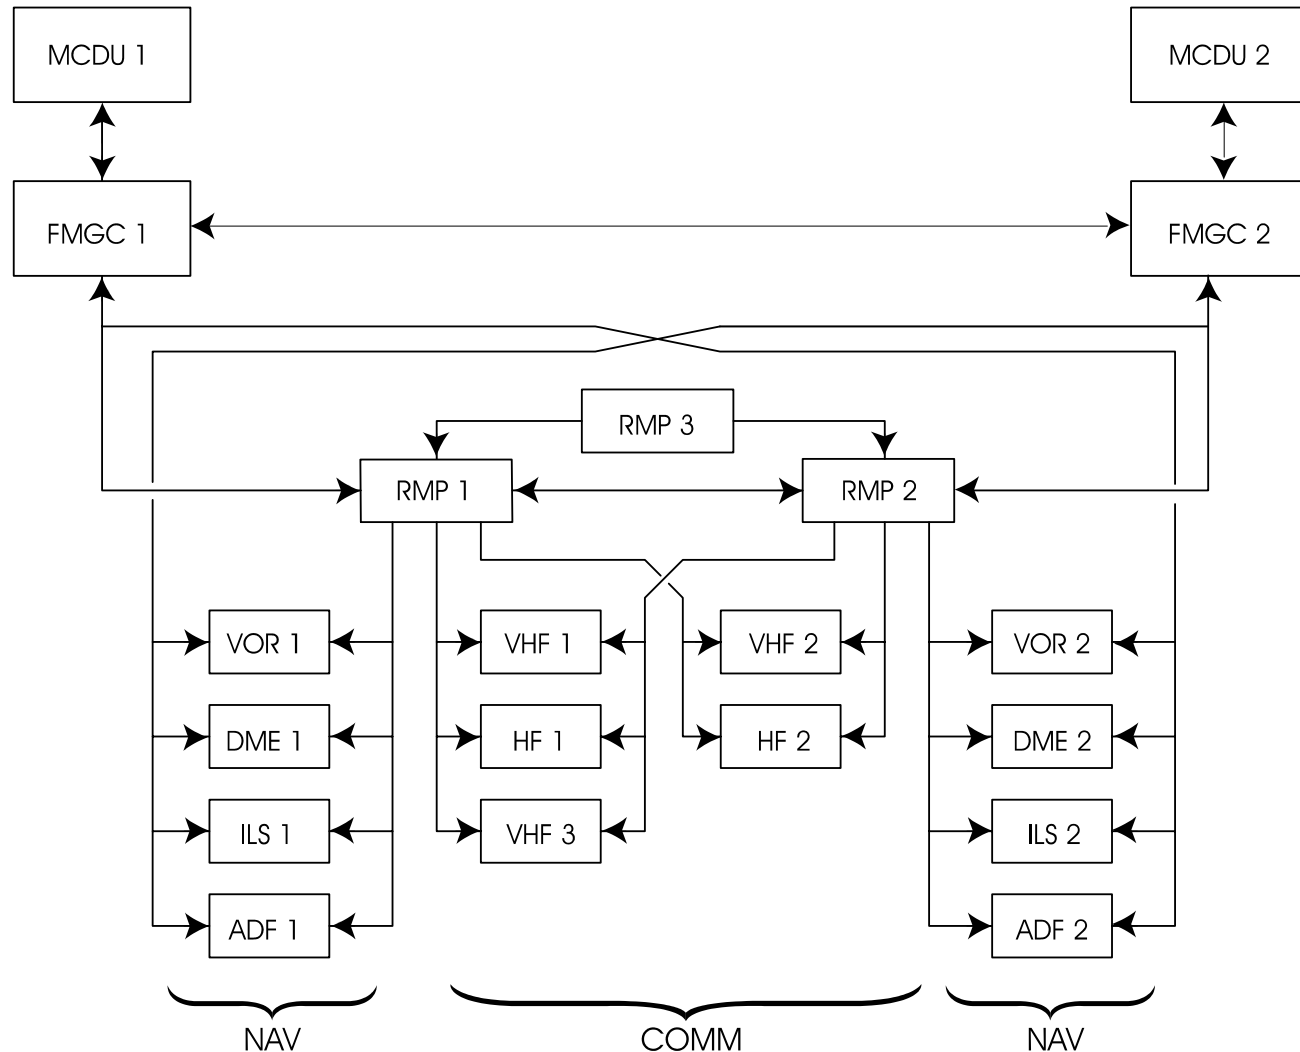 MCDU 1
MCDU 2
FMGC 1
FMGC 2
RMP 3
RMP 1
RMP 2
VOR 1
VHF 1
VHF 2
VOR 2
DME 1
HF 1
HF 2
DME 2
ILS 1
VHF 3
ILS 2
ADF 1
ADF 2
NAV
COMM
NAV